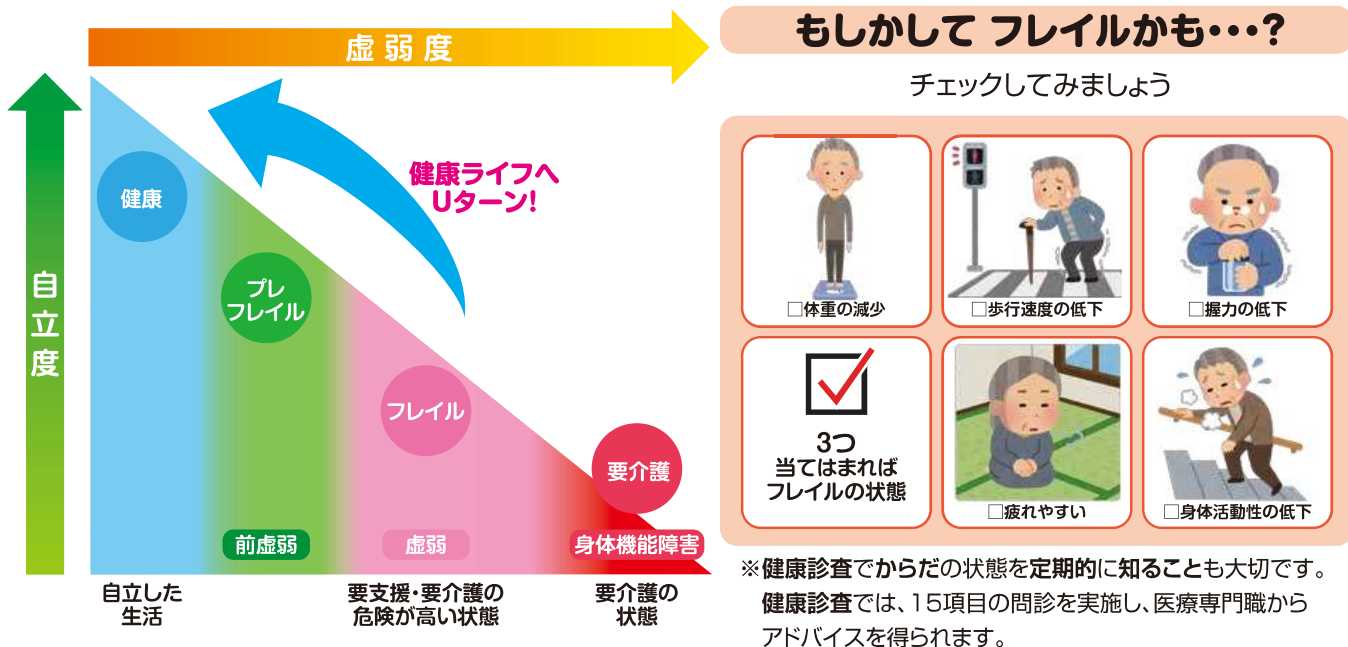 虚弱度
自立度
健康
プレ
フレイル
フレイル
要介護
健康ライフへ
Uターン!
前虚弱
虚弱
身体機能障害
自立した
生活
要支援・要介護の
危険が高い状態
要介護の
状態
もしかして フレイルかも・・・?
チェックしてみましょう
□体重の減少
□歩行速度の低下
□握力の低下
3つ
当てはまれば
フレイルの状態
□疲れやすい
□身体活動性の低下
※健康診査でからだの状態を定期的に知ることも大切です。
健康診査では、15項目の問診を実施し、医療専門職から
アドバイスを得られます。